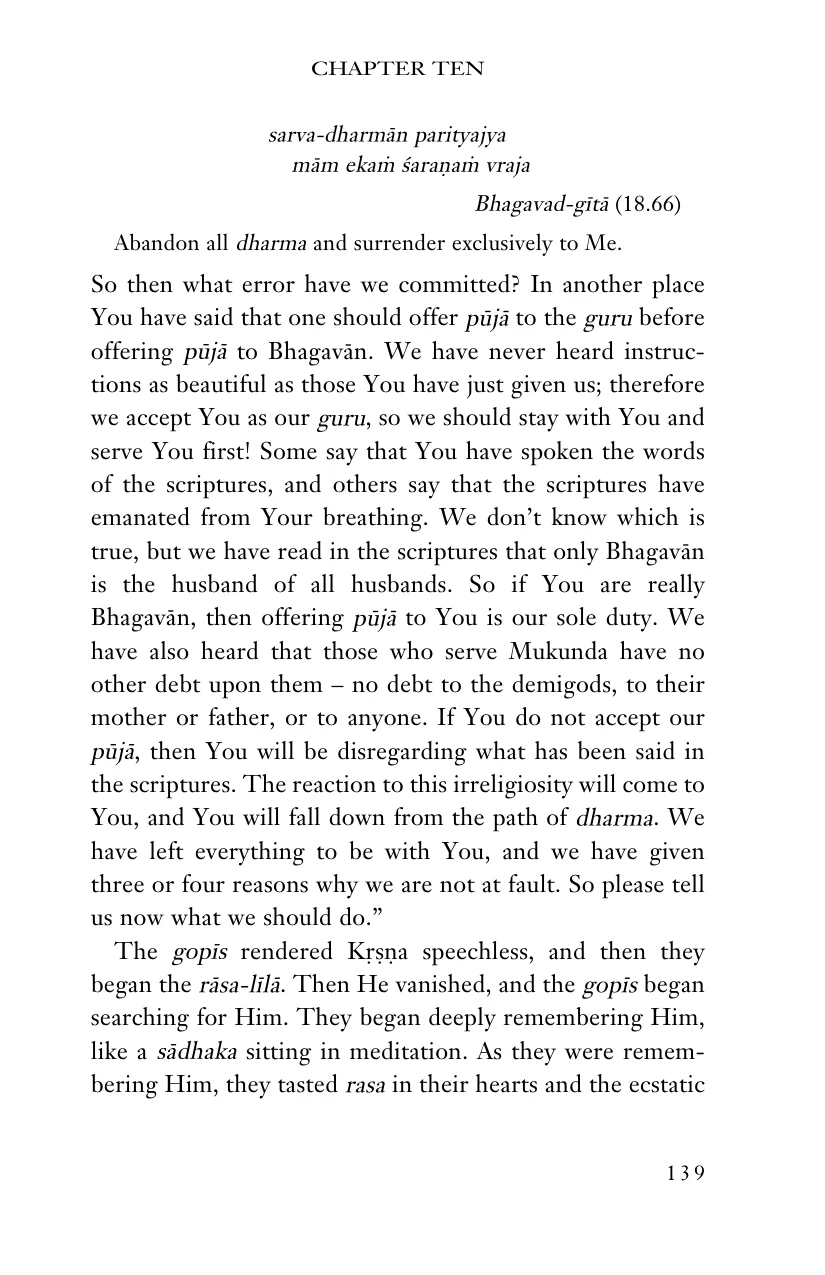 CHAPTER TEN
sarva-dharmān parityajya
mām ekaṁ śaraṇaṁ vraja
Bhagavad-gītā (18.66)
Abandon all dharma and surrender exclusively to Me.
So then what error have we committed? In another place
You have said that one should offer pūjā to the guru before
offering pūjā to Bhagavān. We have never heard instruc-
tions as beautiful as those You have just given us; therefore
we accept You as our guru, so we should stay with You and
serve You first! Some say that You have spoken the words
of the scriptures, and others say that the scriptures have
emanated from Your breathing. We don’t know which is
true, but we have read in the scriptures that only Bhagavān
is the husband of all husbands. So if You are really
Bhagavān, then offering pūjā to You is our sole duty. We
have also heard that those who serve Mukunda have no
other debt upon them – no debt to the demigods, to their
mother or father, or to anyone. If You do not accept our
pūjā, then You will be disregarding what has been said in
the scriptures. The reaction to this irreligiosity will come to
You, and You will fall down from the path of dharma. We
have left everything to be with You, and we have given
three or four reasons why we are not at fault. So please tell
us now what we should do.”
The gopīs rendered Kṛṣṇa speechless, and then they
began the rāsa-līlā. Then He vanished, and the gopīs began
searching for Him. They began deeply remembering Him,
like a sādhaka sitting in meditation. As they were remem-
bering Him, they tasted rasa in their hearts and the ecstatic
139